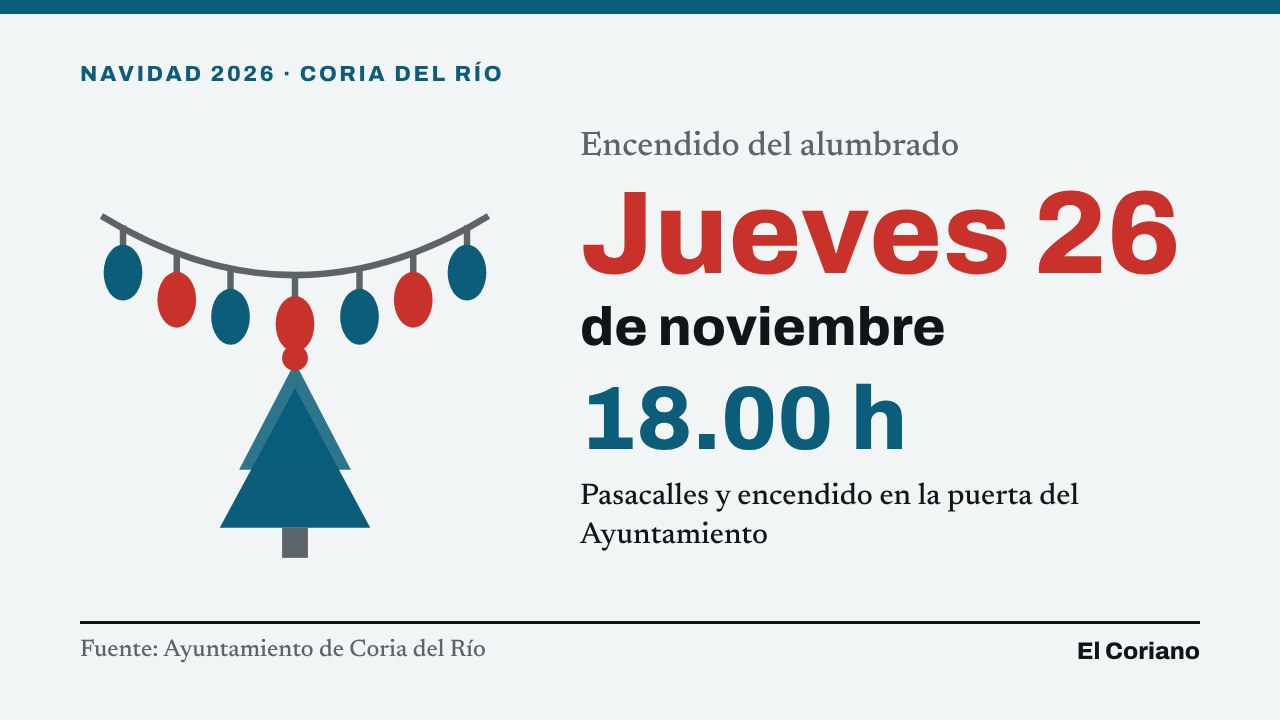 NAVIDAD 2026 · CORIA DEL RÍO
Encendido del alumbrado
Jueves 26
de noviembre
18.00 h
Pasacalles y encendido en la puerta del
Ayuntamiento
Fuente: Ayuntamiento de Coria del Río
El Coriano